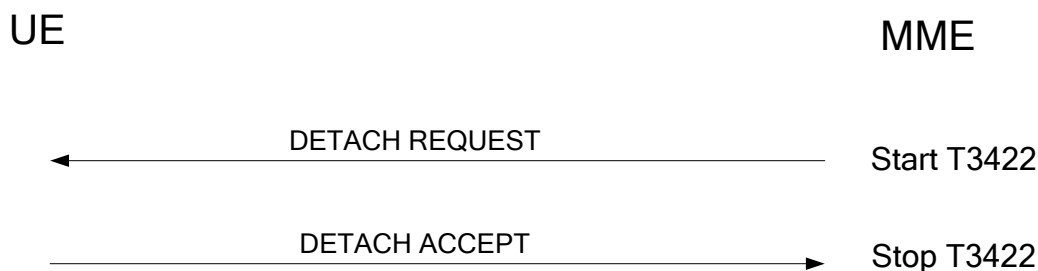 UE
MME
DETACH REQUEST
Start T3422
DETACH ACCEPT
Stop T3422